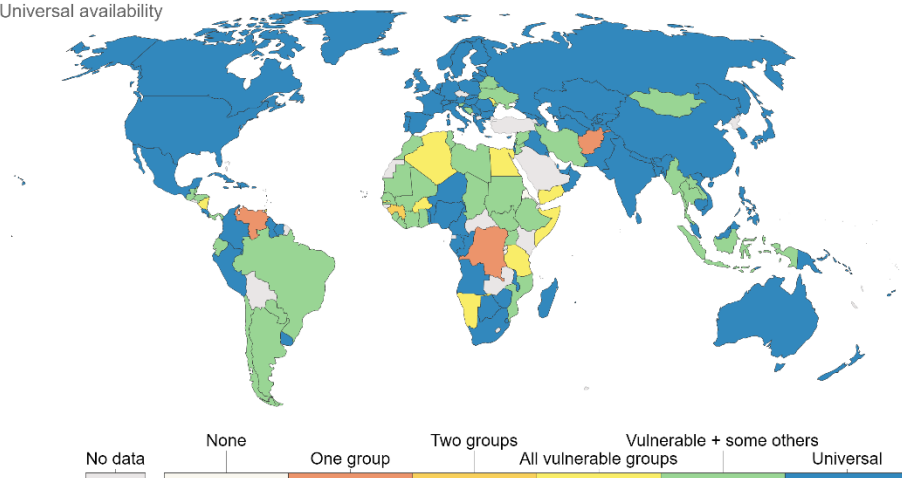 Universal availability
None
Two groups
Vulnerable + some others
No data
One group
All vulnerable groups
Universal